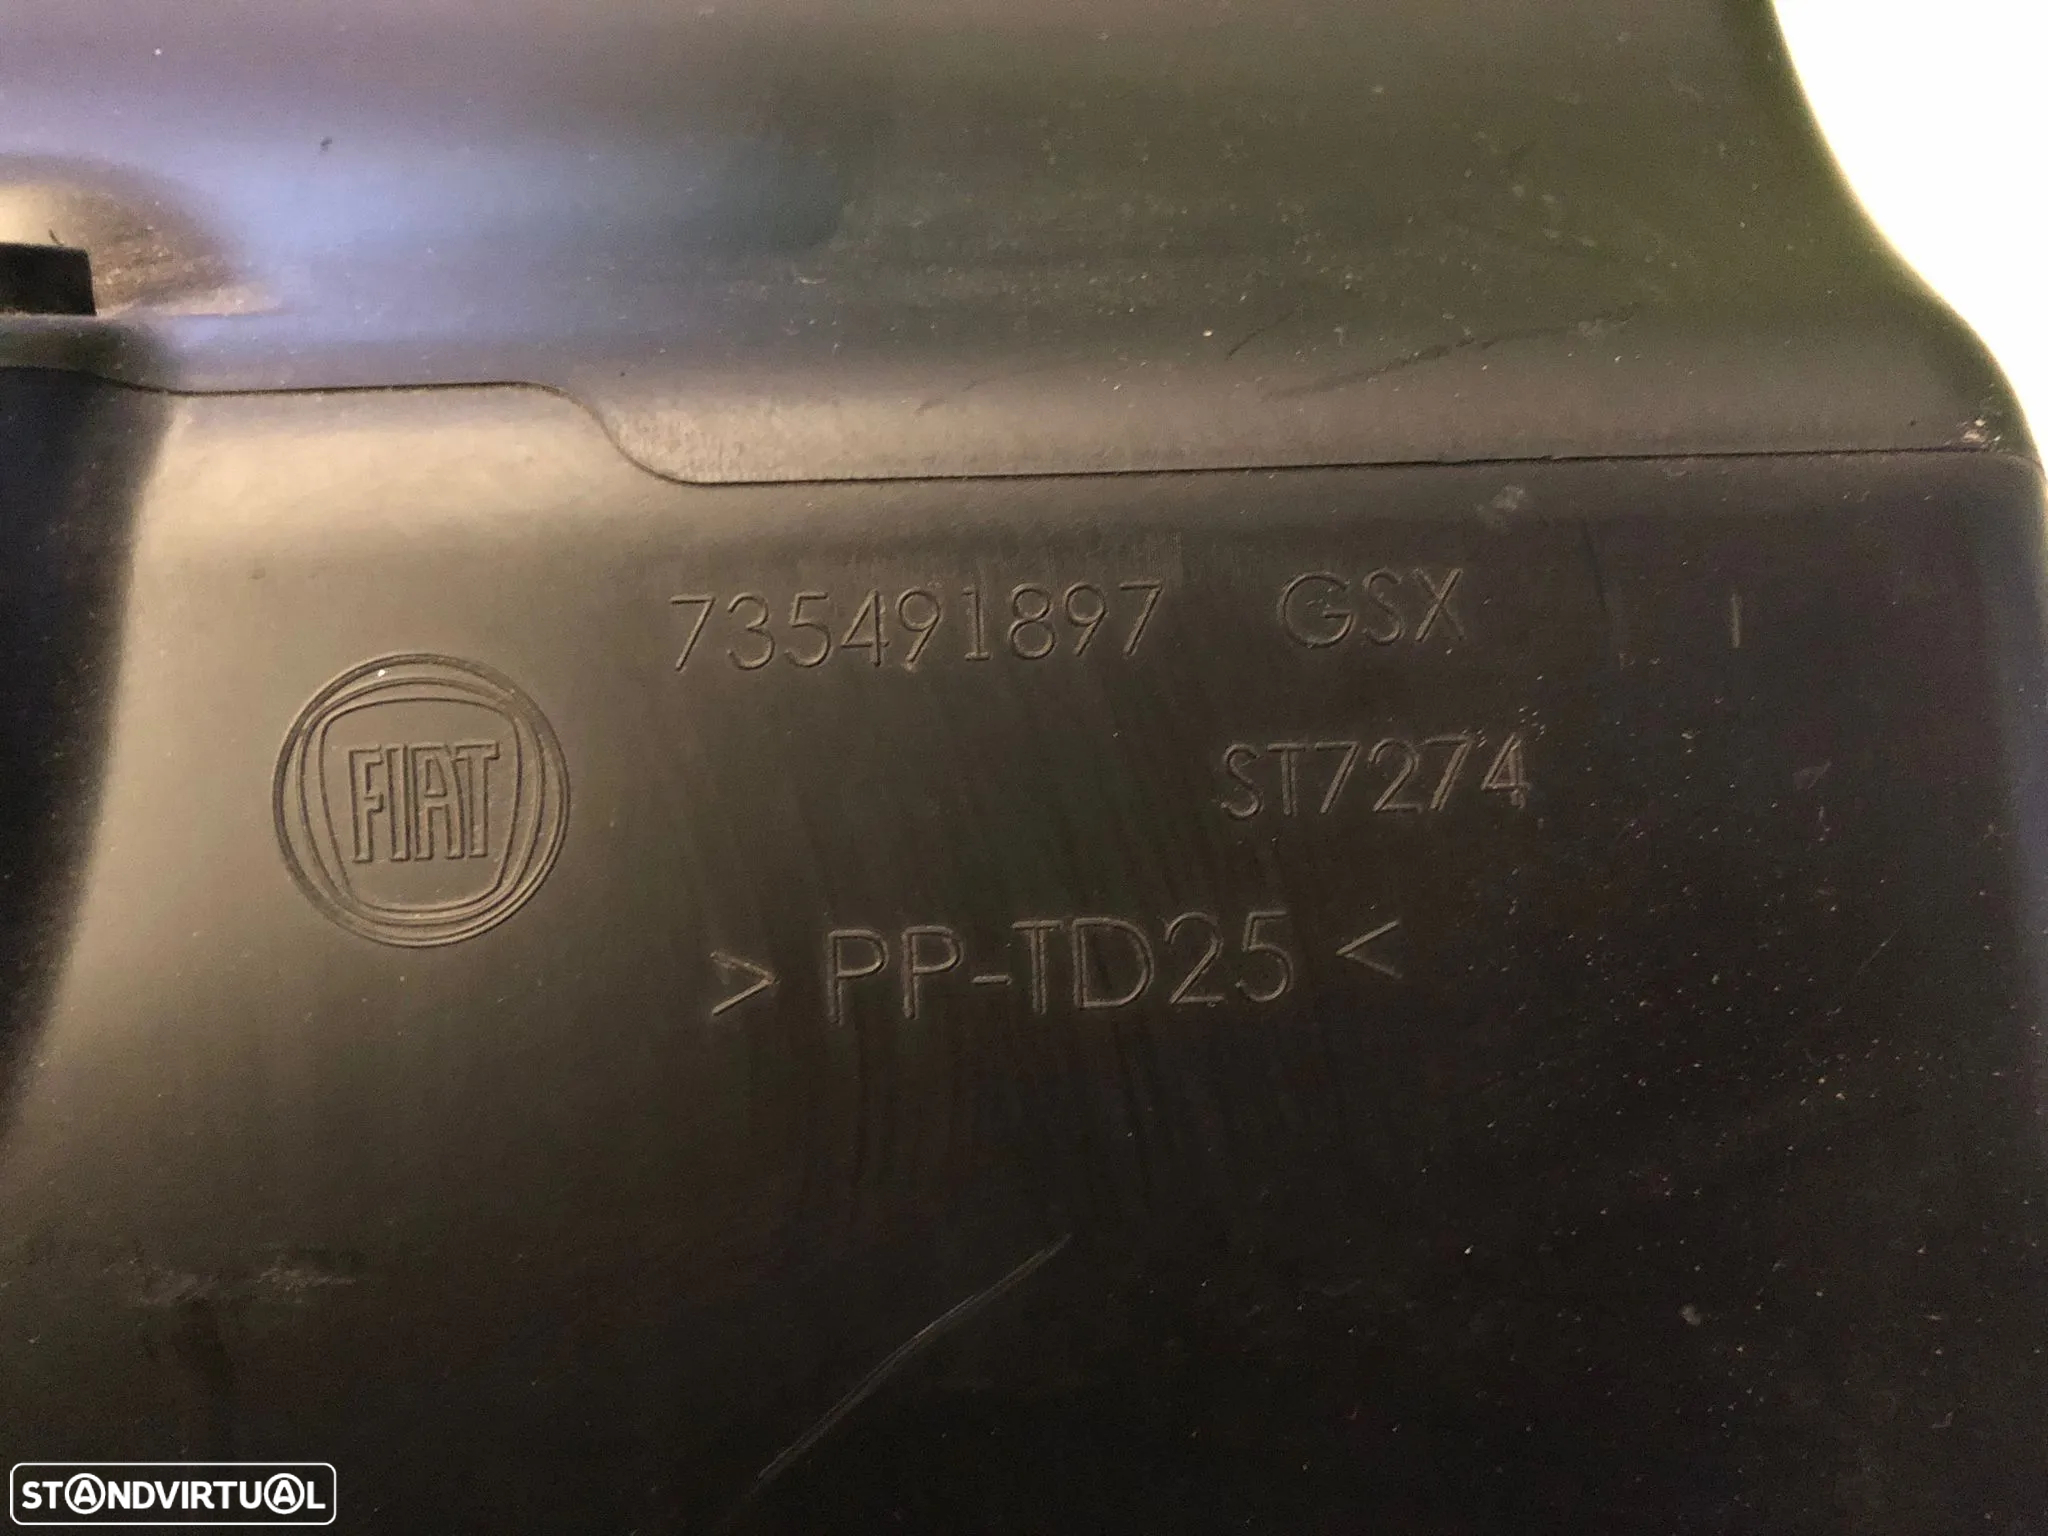 735491897 GSX
ST7274
FIAT
> PP-TD25 <
STANDVIRTUAL